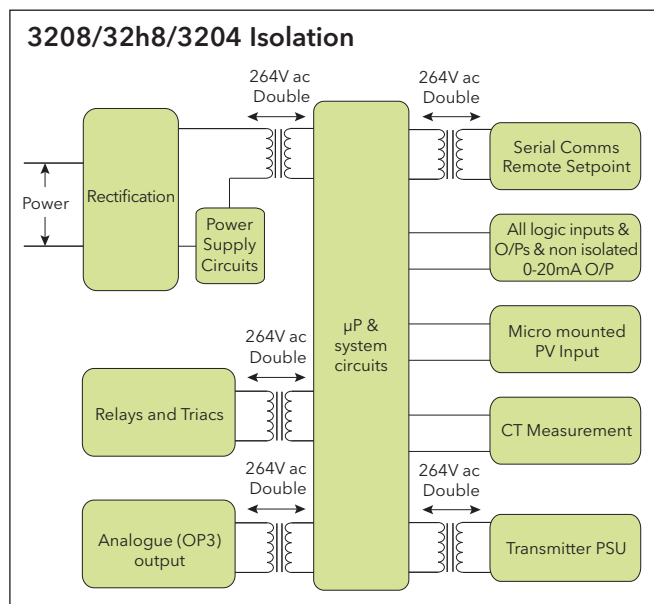 3208/32h8/3204 Isolation
264V ac
Double
264V ac
Double
Rectification
Power
Power
Supply
Circuits
Serial Comms
Remote Setpoint
All logic inputs &
O/Ps & non isolated
0-20mA O/P
264V ac
Double
µP &
system
circuits
Micro mounted
PV Input
Relays and Triacs
CT Measurement
264V ac
Double
264V ac
Double
Analogue (OP3)
output
Transmitter PSU